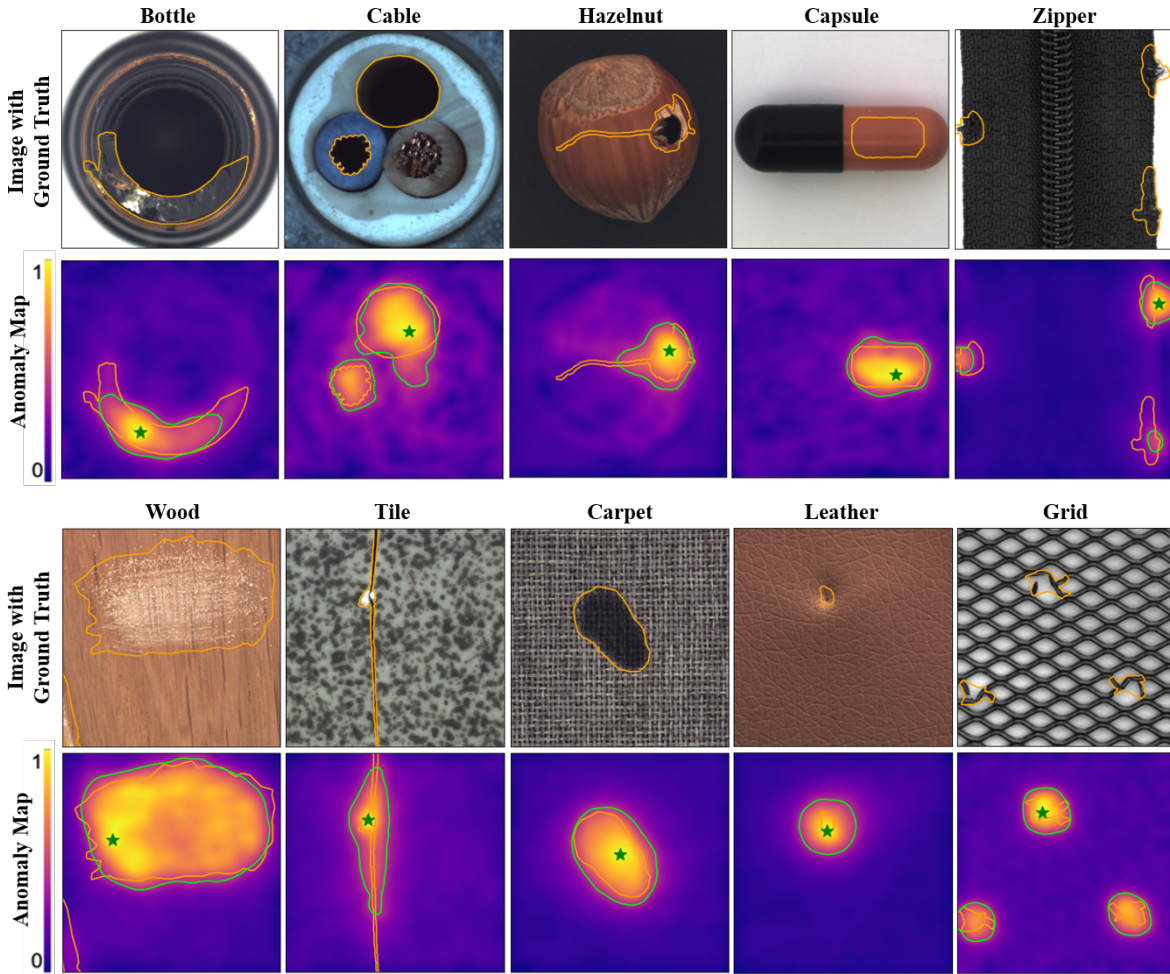 Bottle Cable Hazelnut Capsule Zipper
Image with
Ground Truth
Anomaly Map
1
0
Wood Tile Carpet Leather Grid
Image with
Ground Truth
Anomaly Map
1
0